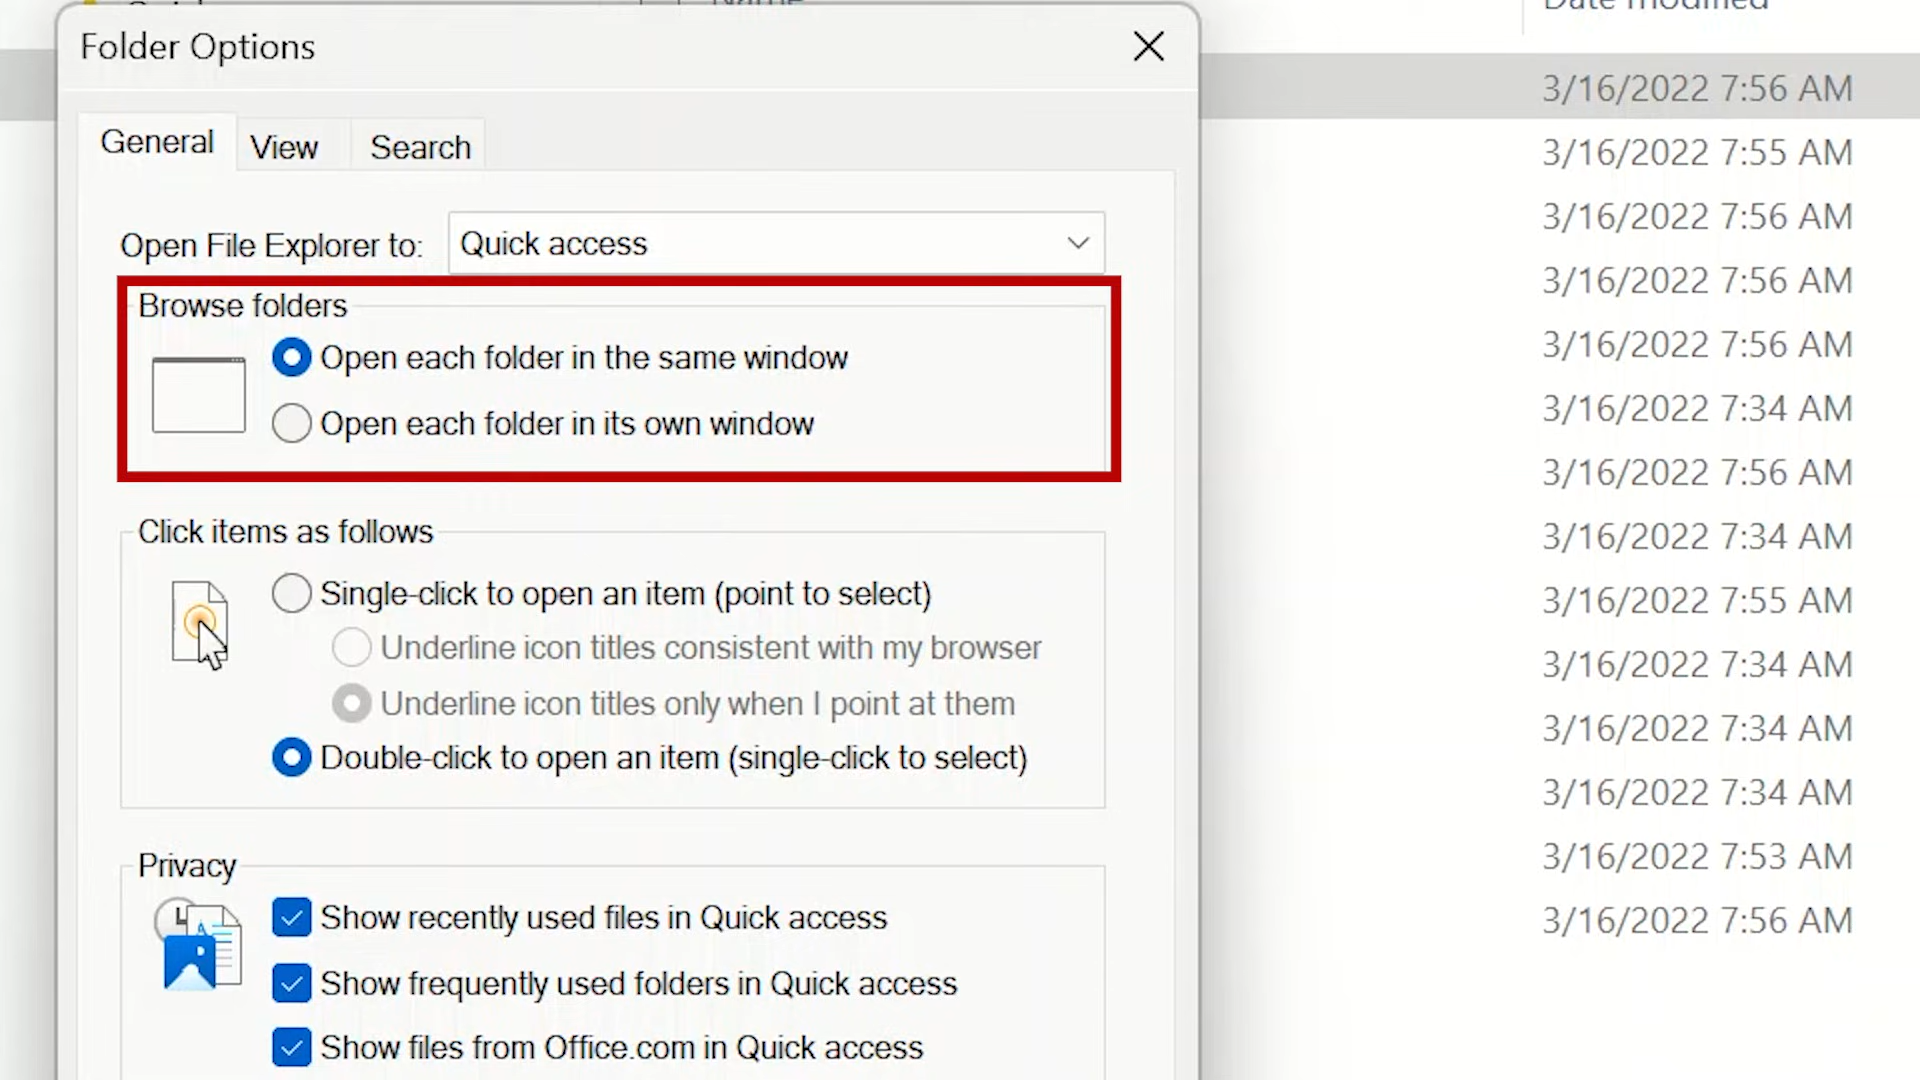 Name
Date modified
Folder Options
General
View
Search
Open File Explorer to:
Quick access
Browse folders
Open each folder in the same window
Open each folder in its own window
Click items as follows
Single-click to open an item (point to select)
Underline icon titles consistent with my browser
Underline icon titles only when I point at them
Double-click to open an item (single-click to select)
Privacy
Show recently used files in Quick access
Show frequently used folders in Quick access
Show files from Office.com in Quick access
3/16/2022 7:56 AM
3/16/2022 7:55 AM
3/16/2022 7:56 AM
3/16/2022 7:56 AM
3/16/2022 7:56 AM
3/16/2022 7:34 AM
3/16/2022 7:56 AM
3/16/2022 7:34 AM
3/16/2022 7:55 AM
3/16/2022 7:34 AM
3/16/2022 7:34 AM
3/16/2022 7:34 AM
3/16/2022 7:53 AM
3/16/2022 7:56 AM